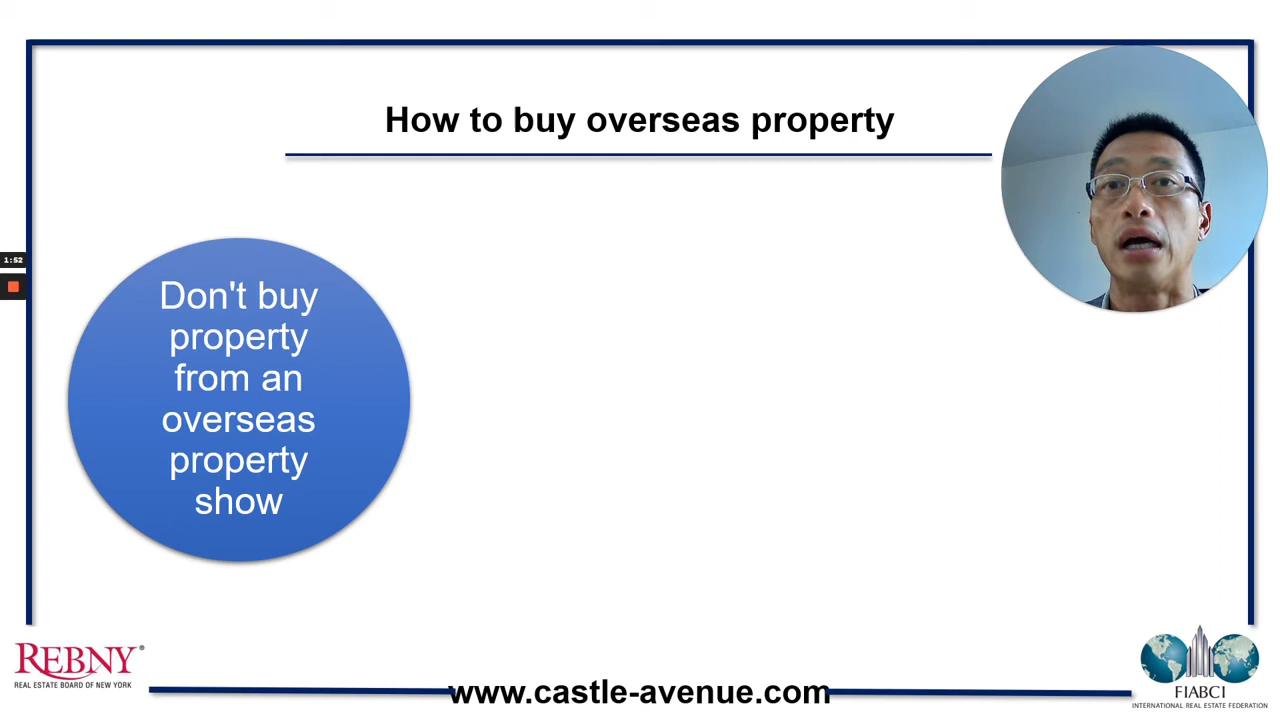 How to buy overseas property
1:52
Don't buy
property
from an
overseas
property
show
REBNY®
REAL ESTATE BOARD OF NEW YORK
www.castle-avenue.com
FIABCI
INTERNATIONAL REAL ESTATE FEDERATION